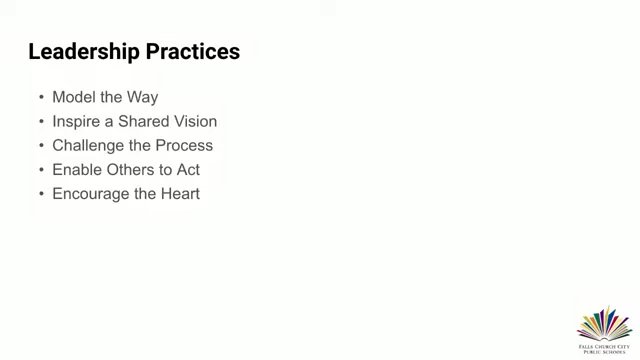 Leadership Practices
• Model the Way
• Inspire a Shared Vision
• Challenge the Process
• Enable Others to Act
• Encourage the Heart
FALLS CHURCH CITY
PUBLIC SCHOOLS